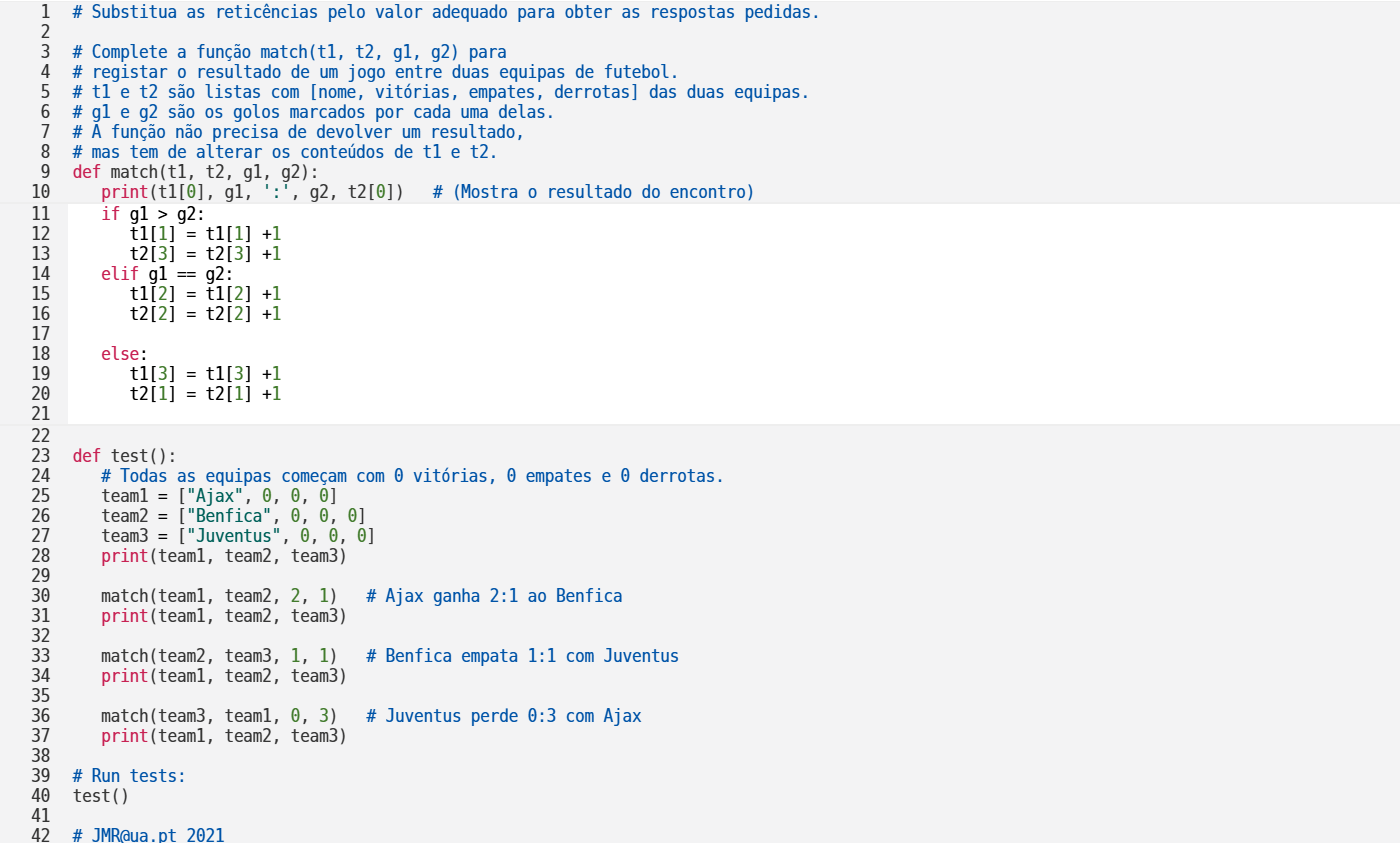 1 # Substitua as reticências pelo valor adequado para obter as respostas pedidas.
2
3 # Complete a função match(t1, t2, g1, g2) para
4 # registar o resultado de um jogo entre duas equipas de futebol.
5 # t1 e t2 são listas com [nome, vitórias, empates, derrotas] das duas equipas.
6 # g1 e g2 são os golos marcados por cada uma delas.
7 # A função não precisa de devolver um resultado,
8 # mas tem de alterar os conteúdos de t1 e t2.
9 def match(t1, t2, g1, g2):
10    print(t1[0], g1, ':', g2, t2[0])   # (Mostra o resultado do encontro)
11    if g1 > g2:
12       t1[1] = t1[1] +1
13       t2[3] = t2[3] +1
14    elif g1 == g2:
15       t1[2] = t1[2] +1
16       t2[2] = t2[2] +1
17
18    else:
19       t1[3] = t1[3] +1
20       t2[1] = t2[1] +1
21
22
23 def test():
24    # Todas as equipas começam com 0 vitórias, 0 empates e 0 derrotas.
25    team1 = ["Ajax", 0, 0, 0]
26    team2 = ["Benfica", 0, 0, 0]
27    team3 = ["Juventus", 0, 0, 0]
28    print(team1, team2, team3)
29
30    match(team1, team2, 2, 1)   # Ajax ganha 2:1 ao Benfica
31    print(team1, team2, team3)
32
33    match(team2, team3, 1, 1)   # Benfica empata 1:1 com Juventus
34    print(team1, team2, team3)
35
36    match(team3, team1, 0, 3)   # Juventus perde 0:3 com Ajax
37    print(team1, team2, team3)
38
39 # Run tests:
40 test()
41
42 # JMR@ua.pt 2021